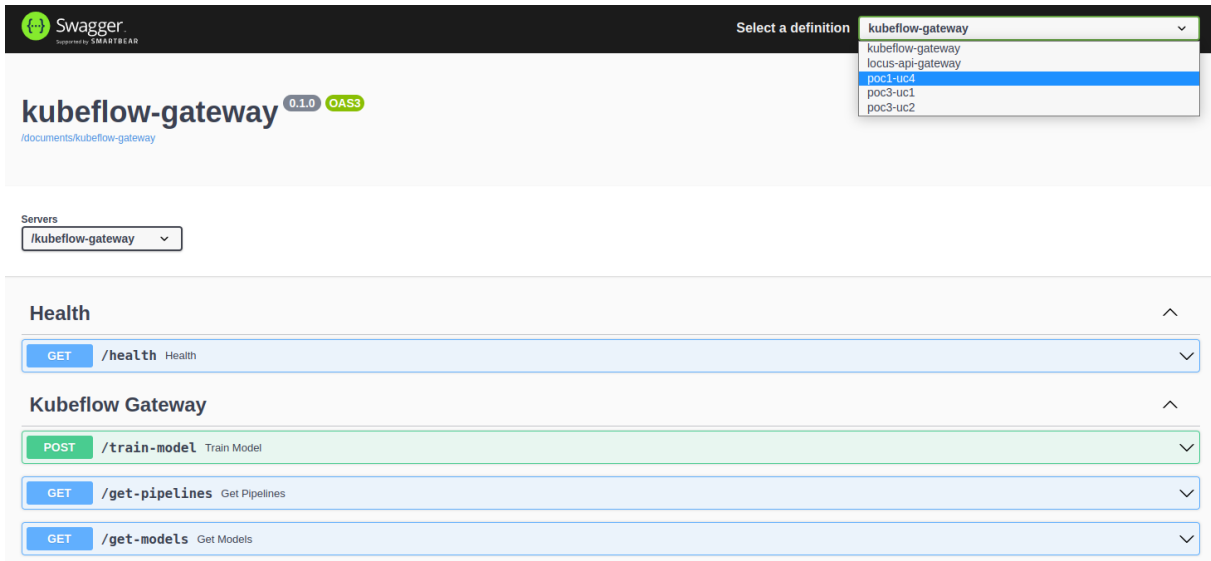 Swagger.
Supported by SMARTBEAR
Select a definition
kubeflow-gateway
kubeflow-gateway
locus-api-gateway
poc1-uc4
poc3-uc1
poc3-uc2
kubeflow-gateway 0.1.0 OAS3
/documents/kubeflow-gateway
Servers
/kubeflow-gateway
Health
GET /health Health
Kubeflow Gateway
POST /train-model Train Model
GET /get-pipelines Get Pipelines
GET /get-models Get Models